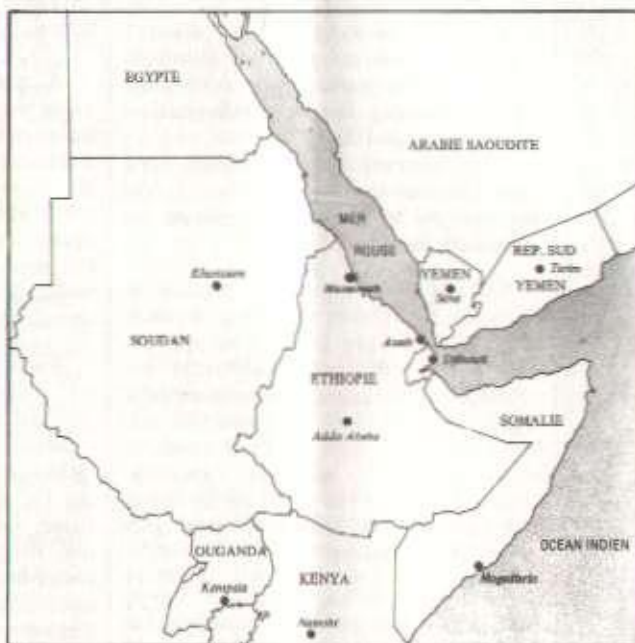 EGYPTE
ARABIE SAOUDITE
MER
ROUGE
REP. SUD
YEMEN
YEMEN
Sana
Khartoum
Massaouah
Assab
Djibouti
SOUDAN
ETHIOPIE
SOMALIE
Addis Abeba
OCEAN INDIEN
OUGANDA
KENYA
Kampala
Mogadiscio
Nairobi